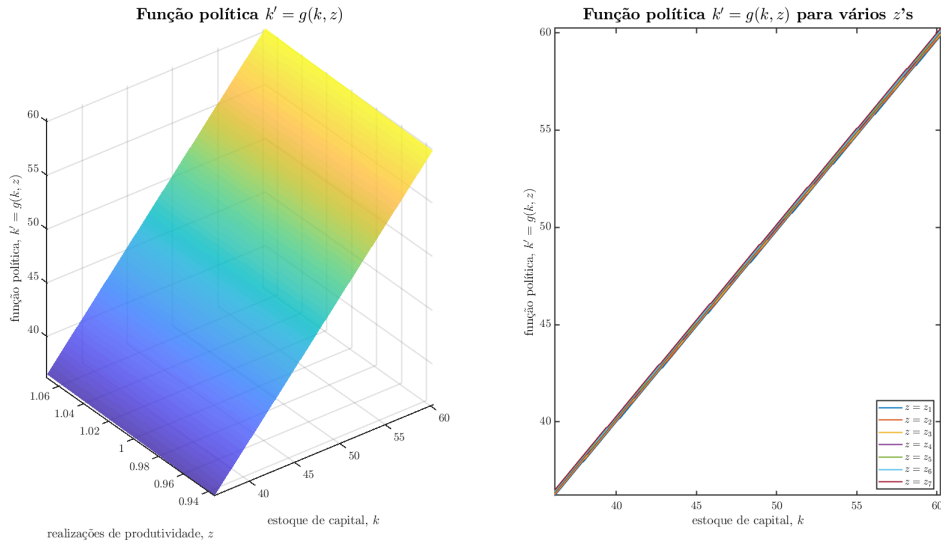 Função política k′ = g(k, z)
função política, k′ = g(k, z)
60
55
50
45
40
1.06
1.04
1.02
1
0.98
0.96
0.94
realizações de produtividade, z
40
45
50
55
60
estoque de capital, k
Função política k′ = g(k, z) para vários z's
função política, k′ = g(k, z)
60
55
50
45
40
40
45
50
55
60
estoque de capital, k
z = z₁
z = z₂
z = z₃
z = z₄
z = z₅
z = z₆
z = z₇